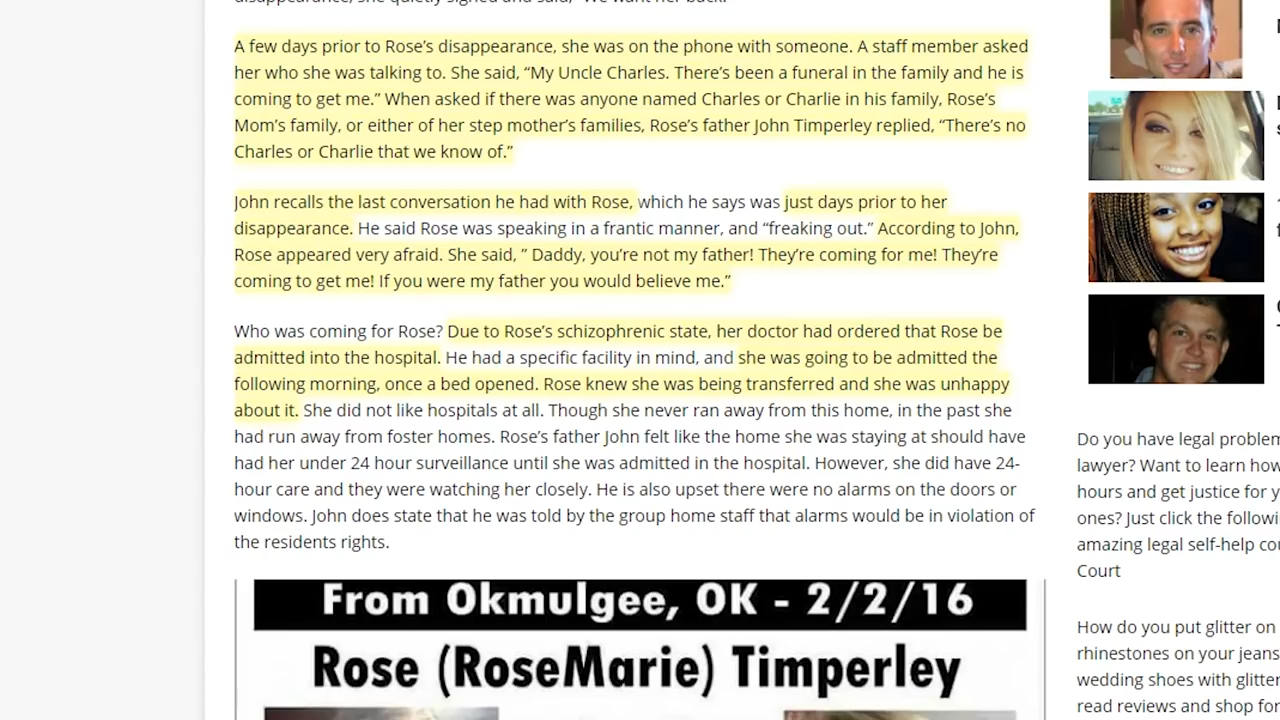 A few days prior to Rose’s disappearance, she was on the phone with someone. A staff member asked
her who she was talking to. She said, “My Uncle Charles. There’s been a funeral in the family and he is
coming to get me.” When asked if there was anyone named Charles or Charlie in his family, Rose’s
Mom’s family, or either of her step mother’s families, Rose’s father John Timperley replied, “There’s no
Charles or Charlie that we know of.”
John recalls the last conversation he had with Rose, which he says was just days prior to her
disappearance. He said Rose was speaking in a frantic manner, and “freaking out.” According to John,
Rose appeared very afraid. She said, ” Daddy, you’re not my father! They’re coming for me! They’re
coming to get me! If you were my father you would believe me.”
Who was coming for Rose? Due to Rose’s schizophrenic state, her doctor had ordered that Rose be
admitted into the hospital. He had a specific facility in mind, and she was going to be admitted the
following morning, once a bed opened. Rose knew she was being transferred and she was unhappy
about it. She did not like hospitals at all. Though she never ran away from this home, in the past she
had run away from foster homes. Rose’s father John felt like the home she was staying at should have
had her under 24 hour surveillance until she was admitted in the hospital. However, she did have 24-
hour care and they were watching her closely. He is also upset there were no alarms on the doors or
windows. John does state that he was told by the group home staff that alarms would be in violation of
the residents rights.
From Okmulgee, OK - 2/2/16
Rose (RoseMarie) Timperley
Do you have legal problem
lawyer? Want to learn how
hours and get justice for y
ones? Just click the followi
amazing legal self-help cou
Court
How do you put glitter on
rhinestones on your jeans
wedding shoes with glitter
read reviews and shop for